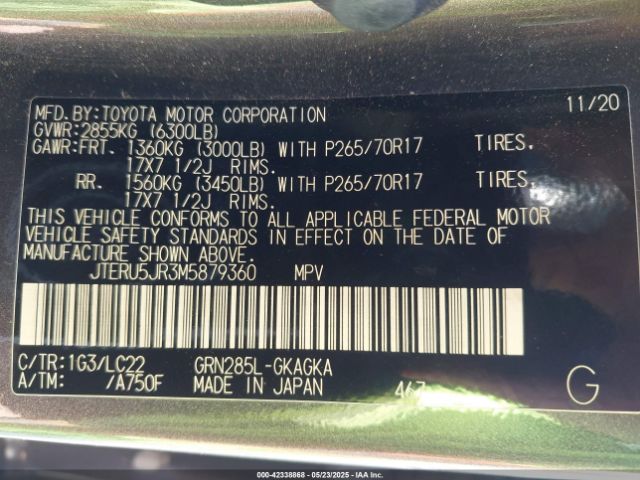 MFD.BY:TOYOTA MOTOR CORPORATION 11/20
GVWR:2855KG (6300LB)
GAWR:FRT. 1360KG (3000LB) WITH P265/70R17 TIRES.
17X7 1/2J RIMS.
RR. 1560KG (3450LB) WITH P265/70R17 TIRES.
17X7 1/2J RIMS.
THIS VEHICLE CONFORMS TO ALL APPLICABLE FEDERAL MOTOR
VEHICLE SAFETY STANDARDS IN EFFECT ON THE DATE OF
MANUFACTURE SHOWN ABOVE.
JTERU5JR3M5879360 MPV
C/TR:1G3/LC22 GRN285L-GKAGKA
A/TM: /A750F MADE IN JAPAN 467 G
000-42338868 - 05/23/2025 - IAA Inc.